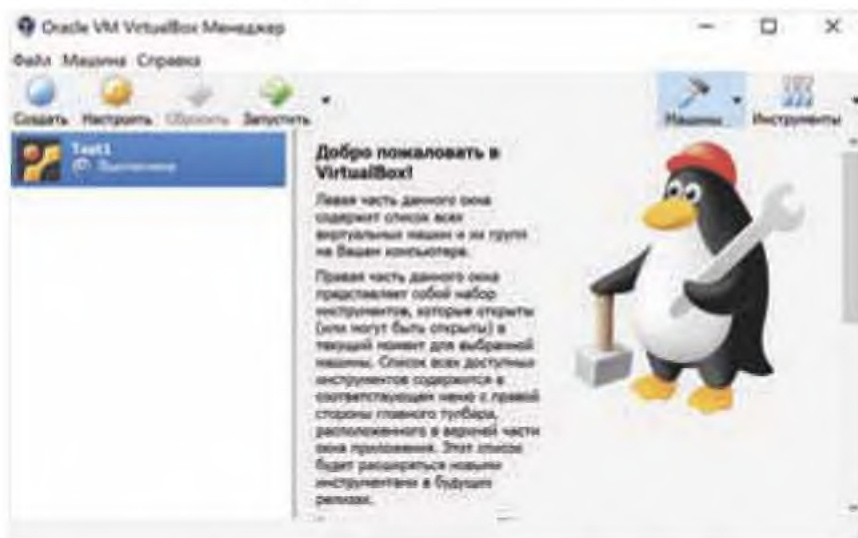 Oracle VM VirtualBox Менеджер
Файл Машина Справка
Создать Настроить Сбросить Запустить
Машины Инструменты
Test1
Выключена
Добро пожаловать в
VirtualBox!
Левая часть данного окна
содержит список всех
виртуальных машин и их групп
на Вашем компьютере.
Правая часть данного окна
представляет собой набор
инструментов, которые открыты
(или могут быть открыты) в
текущий момент для выбранной
машины. Список всех доступных
инструментов содержится в
соответствующем меню с правой
стороны главного тулбара,
расположенного в верхней части
окна приложения. Этот список
будет расширяться новыми
инструментами в будущих
релизах.